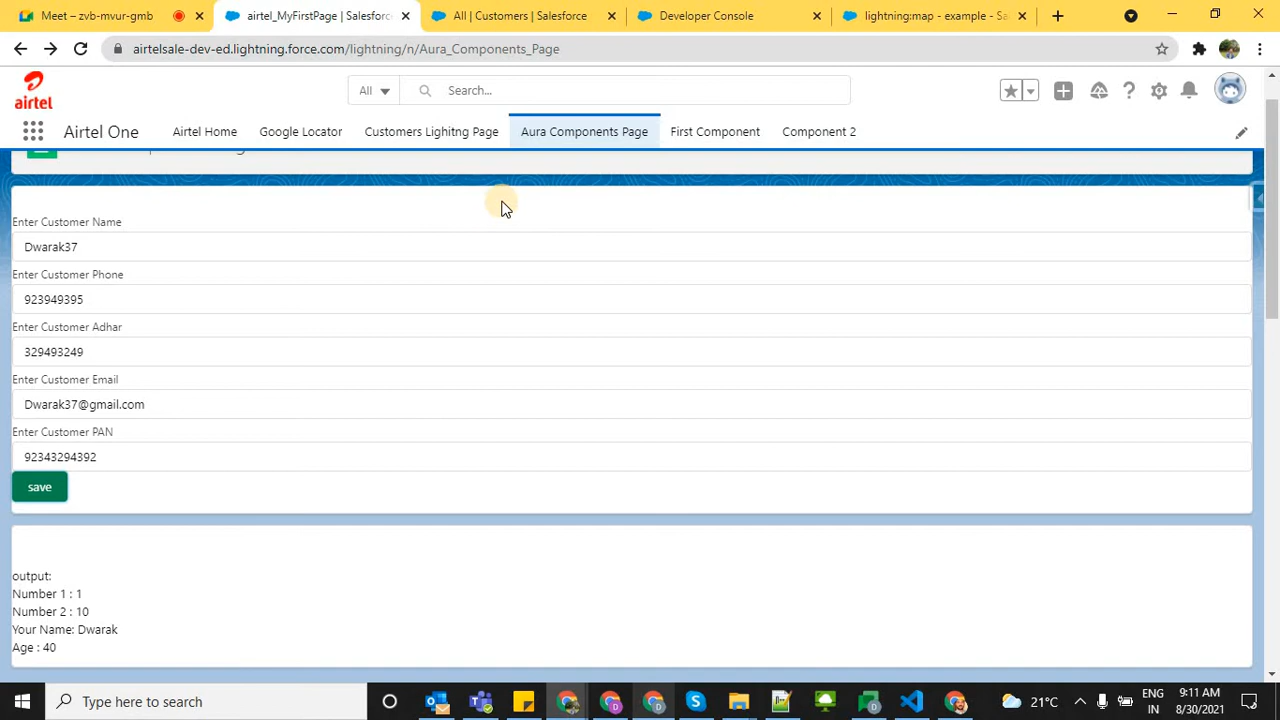 Meet – zvb-mvur-gmb
airtel_MyFirstPage | Salesforc
All | Customers | Salesforce
Developer Console
lightning:map - example - Sa
airtelsale-dev-ed.lightning.force.com/lightning/n/Aura_Components_Page
airtel
All
Search...
Airtel One
Airtel Home
Google Locator
Customers Lighitng Page
Aura Components Page
First Component
Component 2
Enter Customer Name
Dwarak37
Enter Customer Phone
923949395
Enter Customer Adhar
329493249
Enter Customer Email
Dwarak37@gmail.com
Enter Customer PAN
92343294392
save
output:
Number 1 : 1
Number 2 : 10
Your Name: Dwarak
Age : 40
Type here to search
21°C
ENG
IN
9:11 AM
8/30/2021